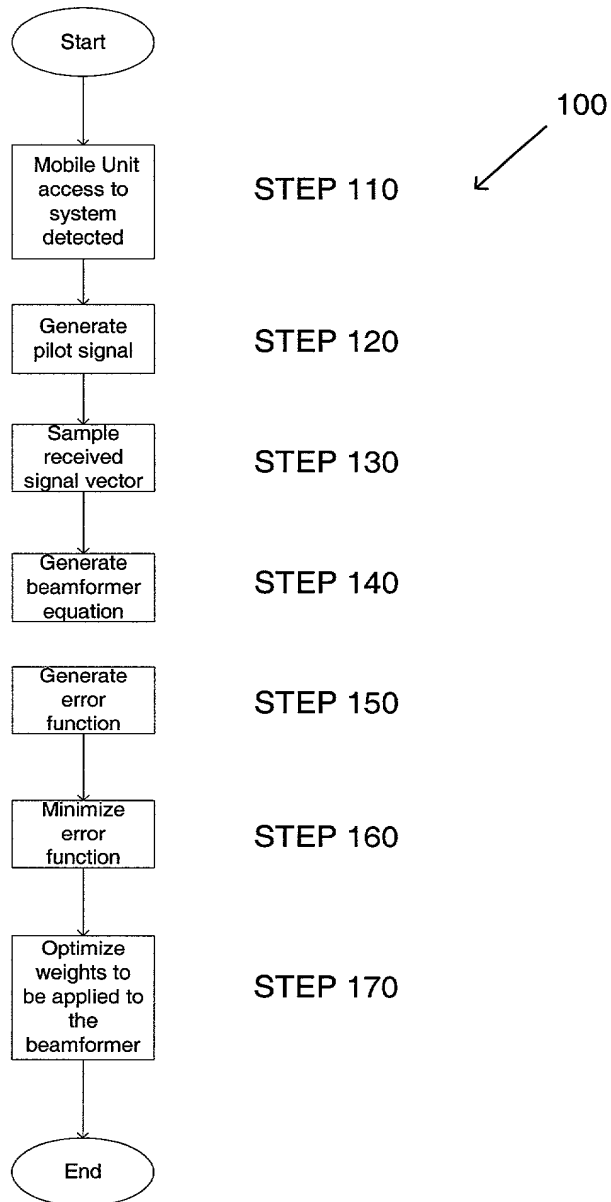 Start
100
Mobile Unit
access to
system
detected
STEP 110
Generate
pilot signal
STEP 120
Sample
received
signal vector
STEP 130
Generate
beamformer
equation
STEP 140
Generate
error
function
STEP 150
Minimize
error
function
STEP 160
Optimize
weights to
be applied to
the
beamformer
STEP 170
End